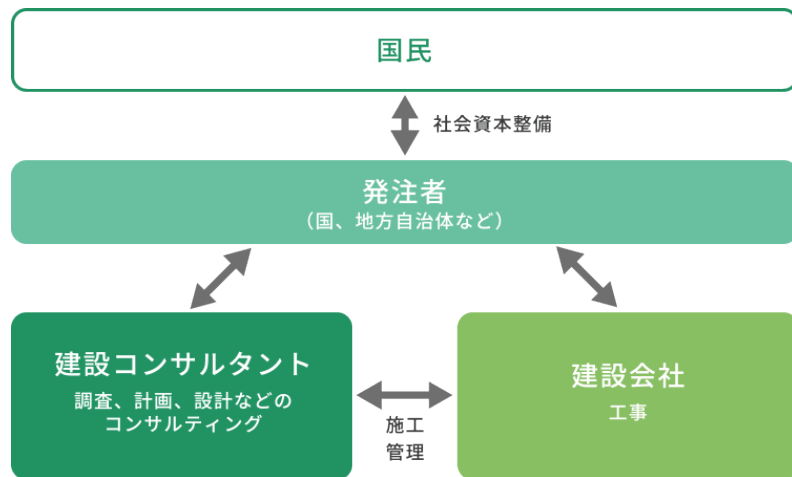 国民
社会資本整備
発注者
（国、地方自治体など）
建設コンサルタント
調査、計画、設計などの
コンサルティング
施工
管理
建設会社
工事